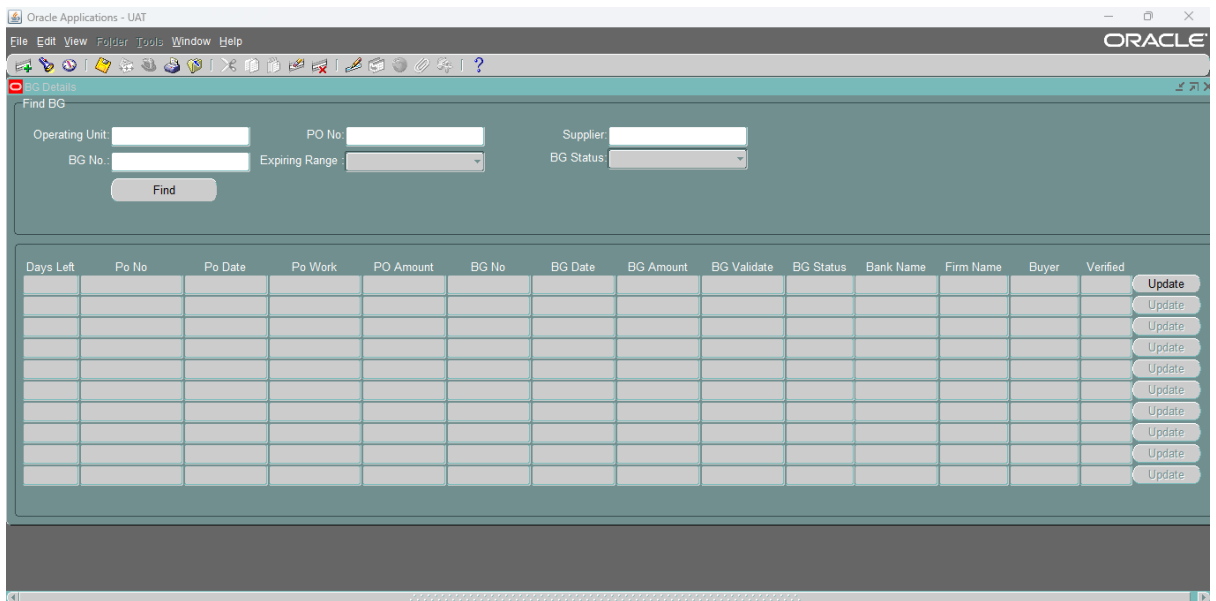 Oracle Applications - UAT
File Edit View Folder Tools Window Help
ORACLE
BG Details
Find BG
Operating Unit: PO No: Supplier:
BG No.: Expiring Range : BG Status:
Find
Days Left Po No Po Date Po Work PO Amount BG No BG Date BG Amount BG Validate BG Status Bank Name Firm Name Buyer Verified
Update
Update
Update
Update
Update
Update
Update
Update
Update
Update